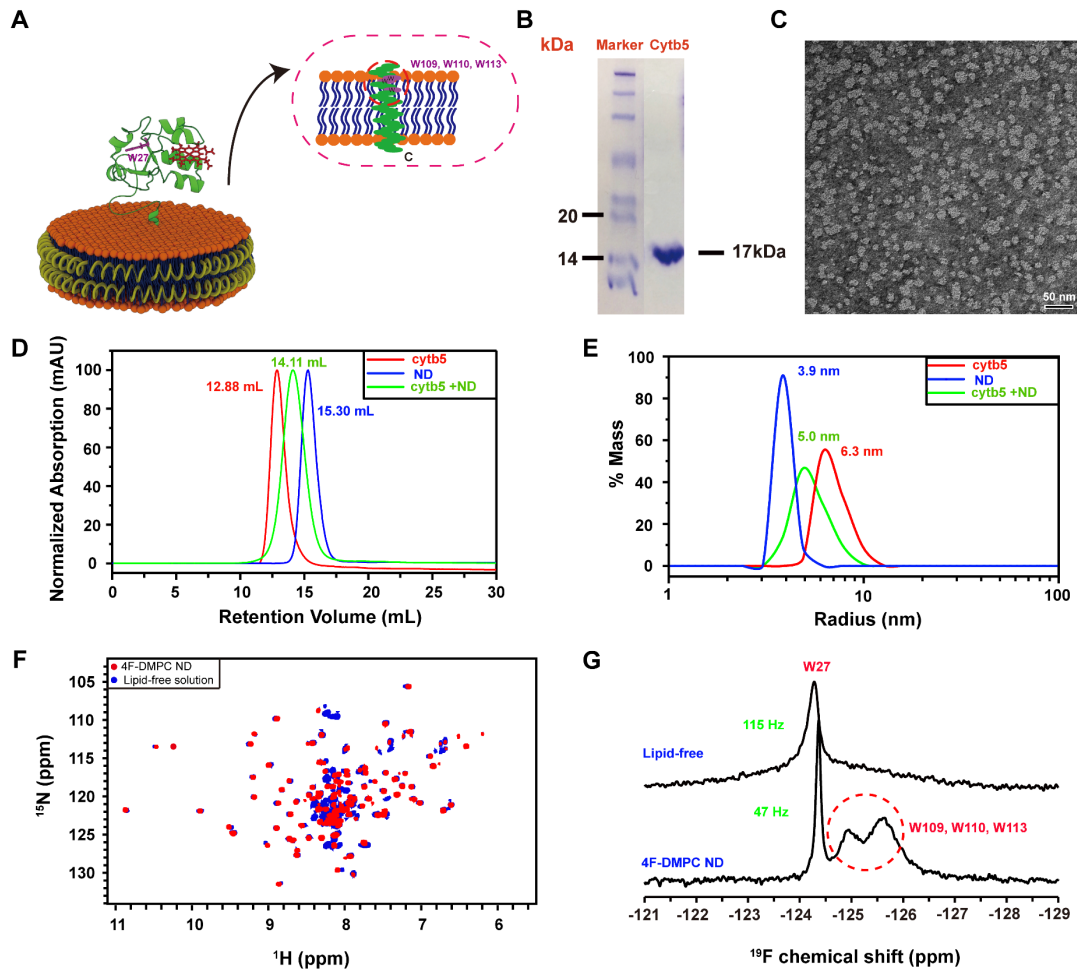 A
W109, W110, W113
W27
C
B
kDa
Marker
Cytb5
20
14
17kDa
C
50 nm
D
Normalized Absorption (mAU)
100
80
60
40
20
0
14.11 mL
12.88 mL
15.30 mL
cytb5
ND
cytb5 +ND
0
5
10
15
20
25
30
Retention Volume (mL)
E
% Mass
100
80
60
40
20
0
3.9 nm
5.0 nm
6.3 nm
cytb5
ND
cytb5 +ND
1
10
100
Radius (nm)
F
4F-DMPC ND
Lipid-free solution
¹⁵N (ppm)
105
110
115
120
125
130
11
10
9
8
7
6
¹H (ppm)
G
W27
115 Hz
Lipid-free
47 Hz
W109, W110, W113
4F-DMPC ND
-121
-122
-123
-124
-125
-126
-127
-128
-129
¹⁹F chemical shift (ppm)